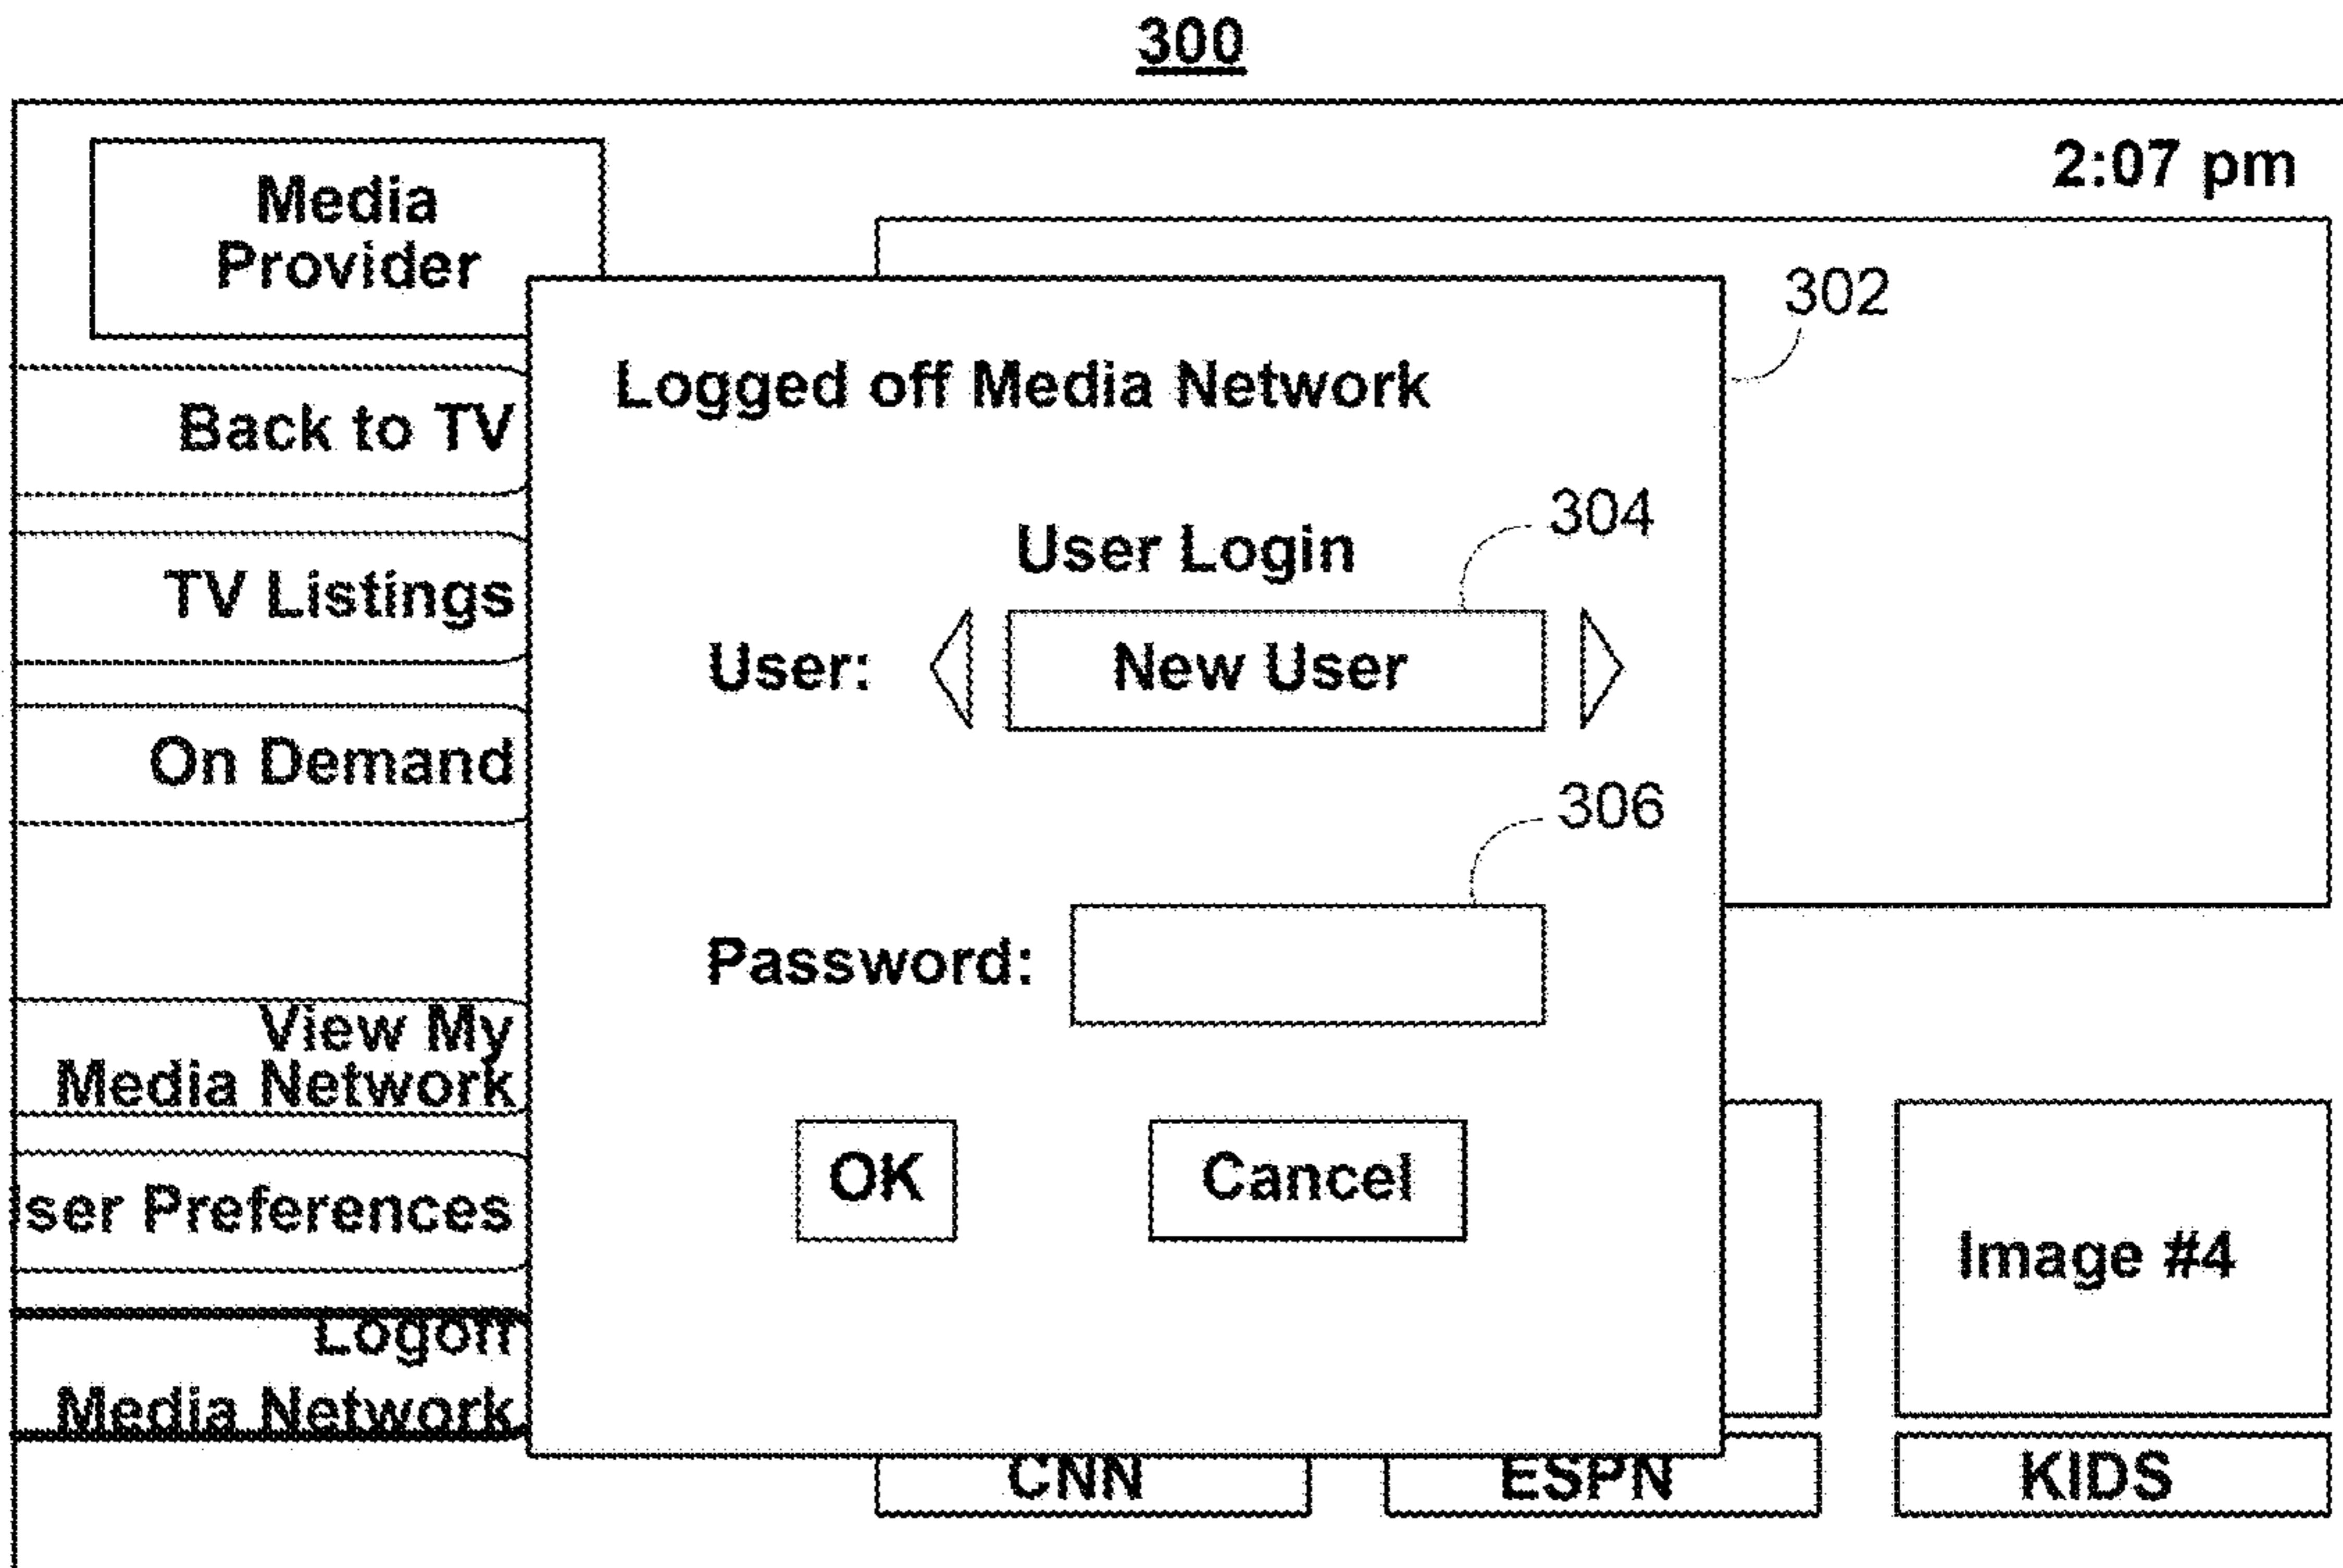 300
2:07 pm
Media
Provider
302
Logged off Media Network
Back to TV
304
User Login
TV Listings
User:
New User
On Demand
306
Password:
View My
Media Network
OK
Cancel
ser Preferences
Image #4
Logoff
Media Network
CNN
ESPN
KIDS